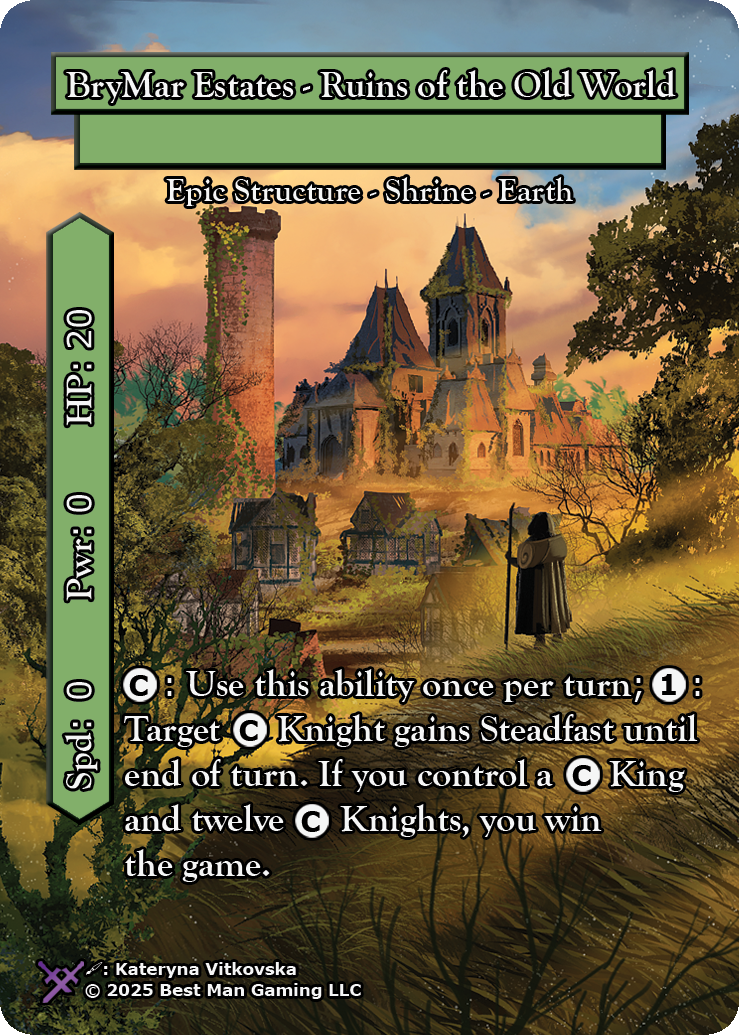 BryMar Estates - Ruins of the Old World
Epic Structure - Shrine - Earth
HP: 20
Pwr: 0
Spd: 0
C : Use this ability once per turn; 1 :
Target C Knight gains Steadfast until
end of turn. If you control a C King
and twelve C Knights, you win
the game.
: Kateryna Vitkovska
© 2025 Best Man Gaming LLC